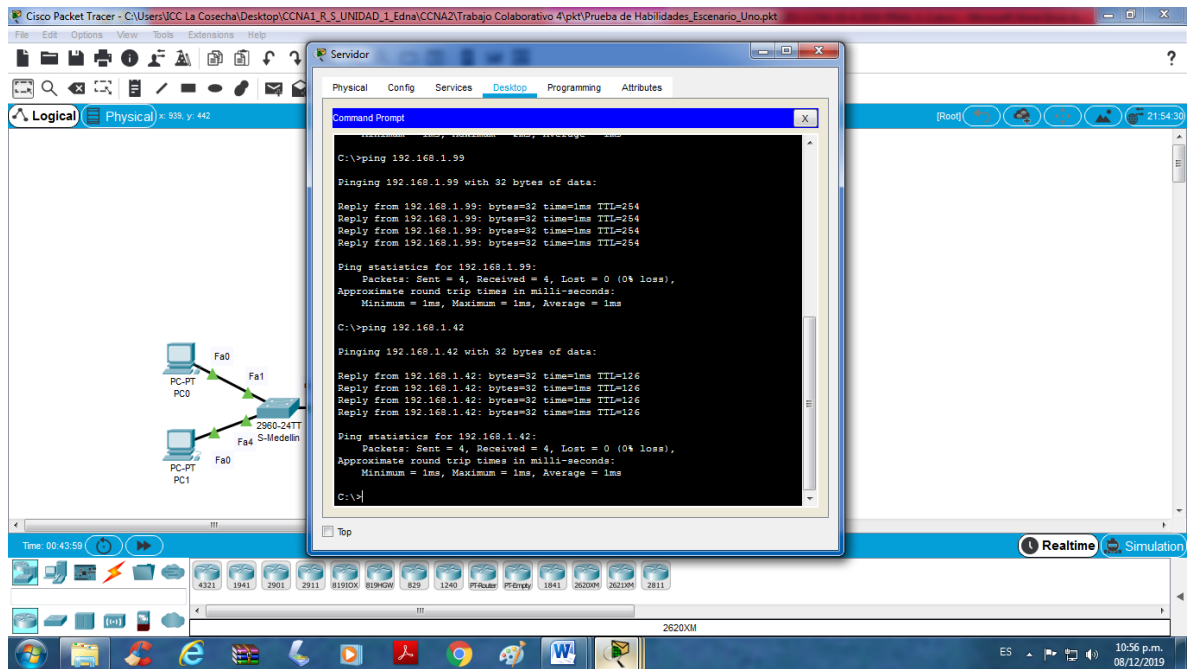 Cisco Packet Tracer - C:\Users\ICC La Cosecha\Desktop\CCNA1_R_S_UNIDAD_1_Edna\CCNA2\Trabajo Colaborativo 4\pkt\Prueba de Habilidades_Escenario_Uno.pkt
File Edit Options View Tools Extensions Help
?
Logical Physical x: 939, y: 442
[Root] 21:54:30
Servidor
Physical Config Services Desktop Programming Attributes
Command Prompt X
C:\>ping 192.168.1.99
Pinging 192.168.1.99 with 32 bytes of data:
Reply from 192.168.1.99: bytes=32 time=1ms TTL=254
Reply from 192.168.1.99: bytes=32 time=1ms TTL=254
Reply from 192.168.1.99: bytes=32 time=1ms TTL=254
Reply from 192.168.1.99: bytes=32 time=1ms TTL=254
Ping statistics for 192.168.1.99:
Packets: Sent = 4, Received = 4, Lost = 0 (0% loss),
Approximate round trip times in milli-seconds:
Minimum = 1ms, Maximum = 1ms, Average = 1ms
C:\>ping 192.168.1.42
Pinging 192.168.1.42 with 32 bytes of data:
Reply from 192.168.1.42: bytes=32 time=1ms TTL=126
Reply from 192.168.1.42: bytes=32 time=1ms TTL=126
Reply from 192.168.1.42: bytes=32 time=1ms TTL=126
Reply from 192.168.1.42: bytes=32 time=1ms TTL=126
Ping statistics for 192.168.1.42:
Packets: Sent = 4, Received = 4, Lost = 0 (0% loss),
Approximate round trip times in milli-seconds:
Minimum = 1ms, Maximum = 1ms, Average = 1ms
C:\>
Top
Fa0
PC-PT
PC0
Fa1
2960-24TT
S-Medellin
Fa4
Fa0
PC-PT
PC1
Time: 00:43:59
Realtime Simulation
4321 1941 2901 2911 819IOX 819HGW 829 1240 PT-Router PT-Empty 1841 2620XM 2621XM 2811
2620XM
ES
10:56 p.m.
08/12/2019